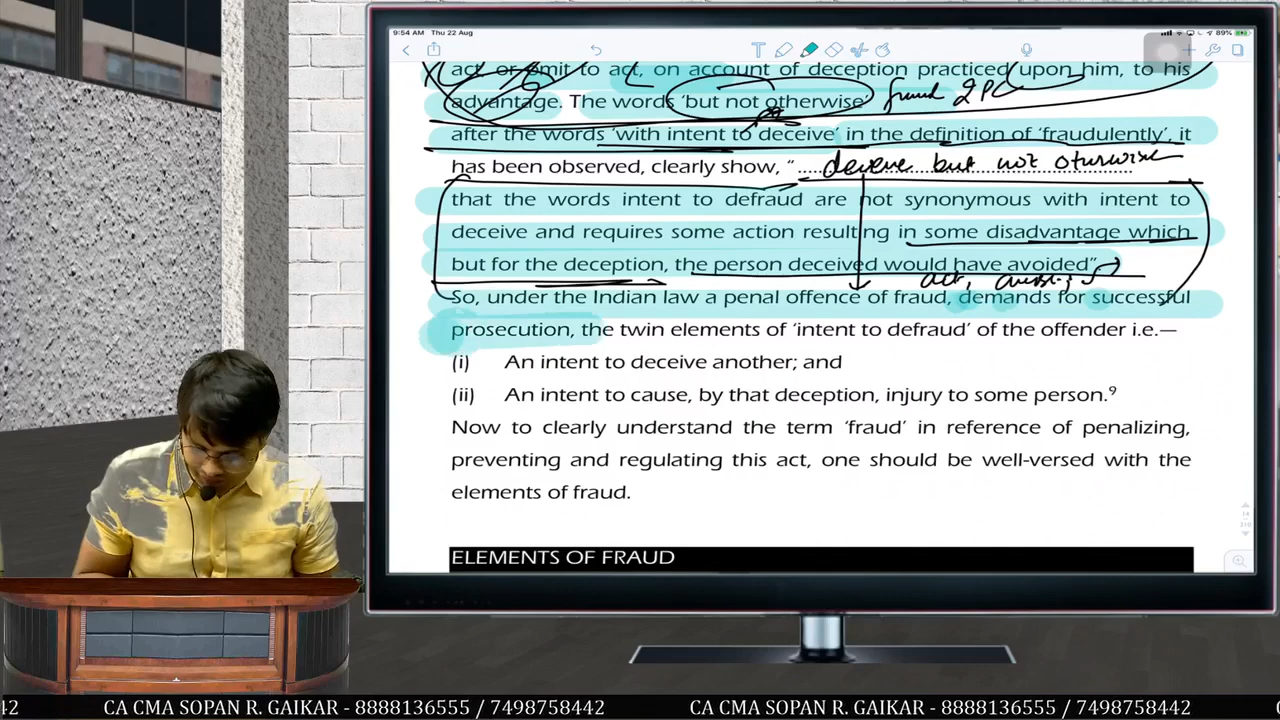 9:54 AM Thu 22 Aug
89%
act, or omit to act, on account of deception practiced upon him, to his
advantage. The words 'but not otherwise' fraud IPC
after the words 'with intent to deceive' in the definition of 'fraudulently', it
has been observed, clearly show, " deceive but not oturwise
that the words intent to defraud are not synonymous with intent to
deceive and requires some action resulting in some disadvantage which
but for the deception, the person deceived would have avoided"
act,
So, under the Indian law a penal offence of fraud, demands for successful
prosecution, the twin elements of 'intent to defraud' of the offender i.e.—
(i) An intent to deceive another; and
(ii) An intent to cause, by that deception, injury to some person.⁹
Now to clearly understand the term 'fraud' in reference of penalizing,
preventing and regulating this act, one should be well-versed with the
elements of fraud.
14
310
ELEMENTS OF FRAUD
42 CA CMA SOPAN R. GAIKAR - 8888136555 / 7498758442 CA CMA SOPAN R. GAIKAR - 8888136555 / 7498758442